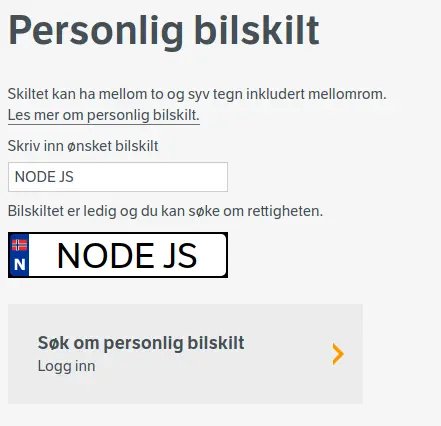 Personlig bilskilt
Skiltet kan ha mellom to og syv tegn inkludert mellomrom.
Les mer om personlig bilskilt.
Skriv inn ønsket bilskilt
NODE JS
Bilskiltet er ledig og du kan søke om rettigheten.
N NODE JS
Søk om personlig bilskilt
Logg inn